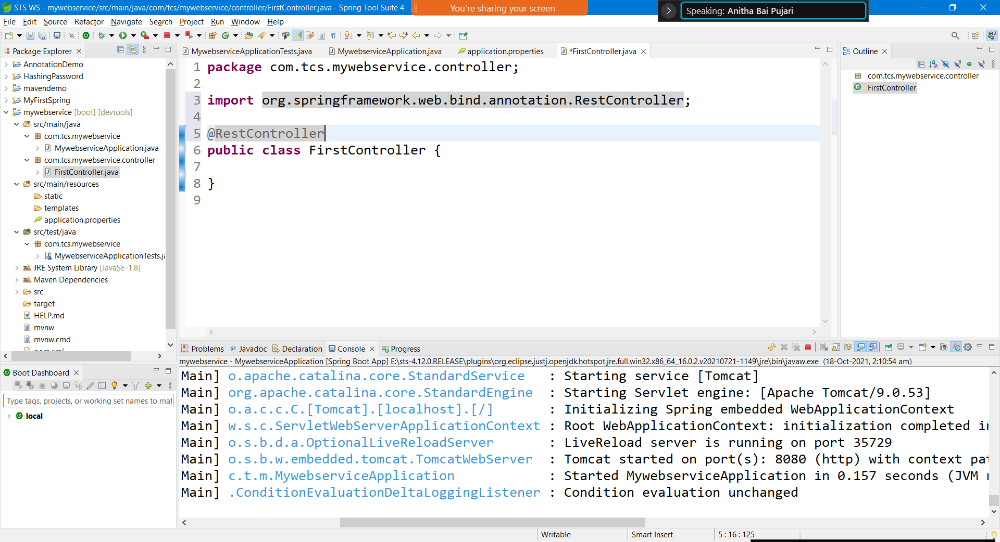 STS WS - mywebservice/src/main/java/com/tcs/mywebservice/controller/FirstController.java - Spring Tool Suite 4
You're sharing your screen
Speaking: Anitha Bai Pujari
File Edit Source Refactor Navigate Search Project Run Window Help
Package Explorer
AnnotationDemo
HashingPassword
mavendemo
MyFirstSpring
mywebservice [boot] [devtools]
src/main/java
com.tcs.mywebservice
MywebserviceApplication.java
com.tcs.mywebservice.controller
FirstController.java
src/main/resources
static
templates
application.properties
src/test/java
com.tcs.mywebservice
MywebserviceApplicationTests.ja
JRE System Library [JavaSE-1.8]
Maven Dependencies
src
target
HELP.md
mvnw
mvnw.cmd
MywebserviceApplicationTests.java MywebserviceApplication.java application.properties *FirstController.java
1 package com.tcs.mywebservice.controller;
2
3 import org.springframework.web.bind.annotation.RestController;
4
5 @RestController
6 public class FirstController {
7
8 }
9
Outline
com.tcs.mywebservice.controller
FirstController
Boot Dashboard
Type tags, projects, or working set names to mat
local
Problems @ Javadoc Declaration Console Progress
mywebservice - MywebserviceApplication [Spring Boot App] E:\sts-4.12.0.RELEASE\plugins\org.eclipse.justj.openjdk.hotspot.jre.full.win32.x86_64_16.0.2.v20210721-1149\jre\bin\javaw.exe (18-Oct-2021, 2:10:54 am)
Main] o.apache.catalina.core.StandardService : Starting service [Tomcat]
Main] org.apache.catalina.core.StandardEngine : Starting Servlet engine: [Apache Tomcat/9.0.53]
Main] o.a.c.c.C.[Tomcat].[localhost].[/] : Initializing Spring embedded WebApplicationContext
Main] w.s.c.ServletWebServerApplicationContext : Root WebApplicationContext: initialization completed in
Main] o.s.b.d.a.OptionalLiveReloadServer : LiveReload server is running on port 35729
Main] o.s.b.w.embedded.tomcat.TomcatWebServer : Tomcat started on port(s): 8080 (http) with context pat
Main] c.t.m.MywebserviceApplication : Started MywebserviceApplication in 0.157 seconds (JVM r
Main] .ConditionEvaluationDeltaLoggingListener : Condition evaluation unchanged
Writable Smart Insert 5 : 16 : 125